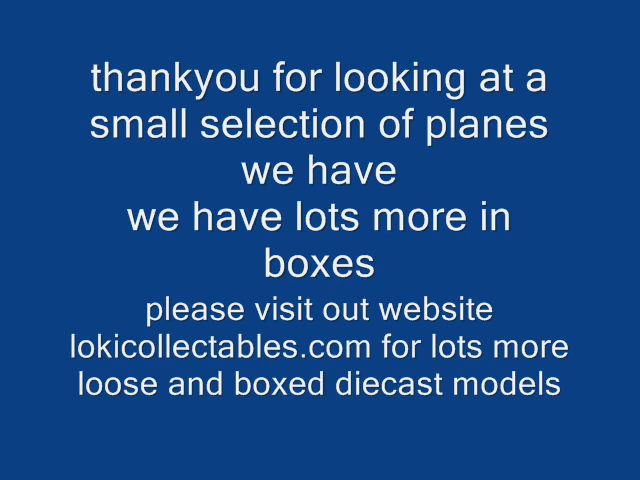 thankyou for looking at a
small selection of planes
we have
we have lots more in
boxes
please visit out website
lokicollectables.com for lots more
loose and boxed diecast models